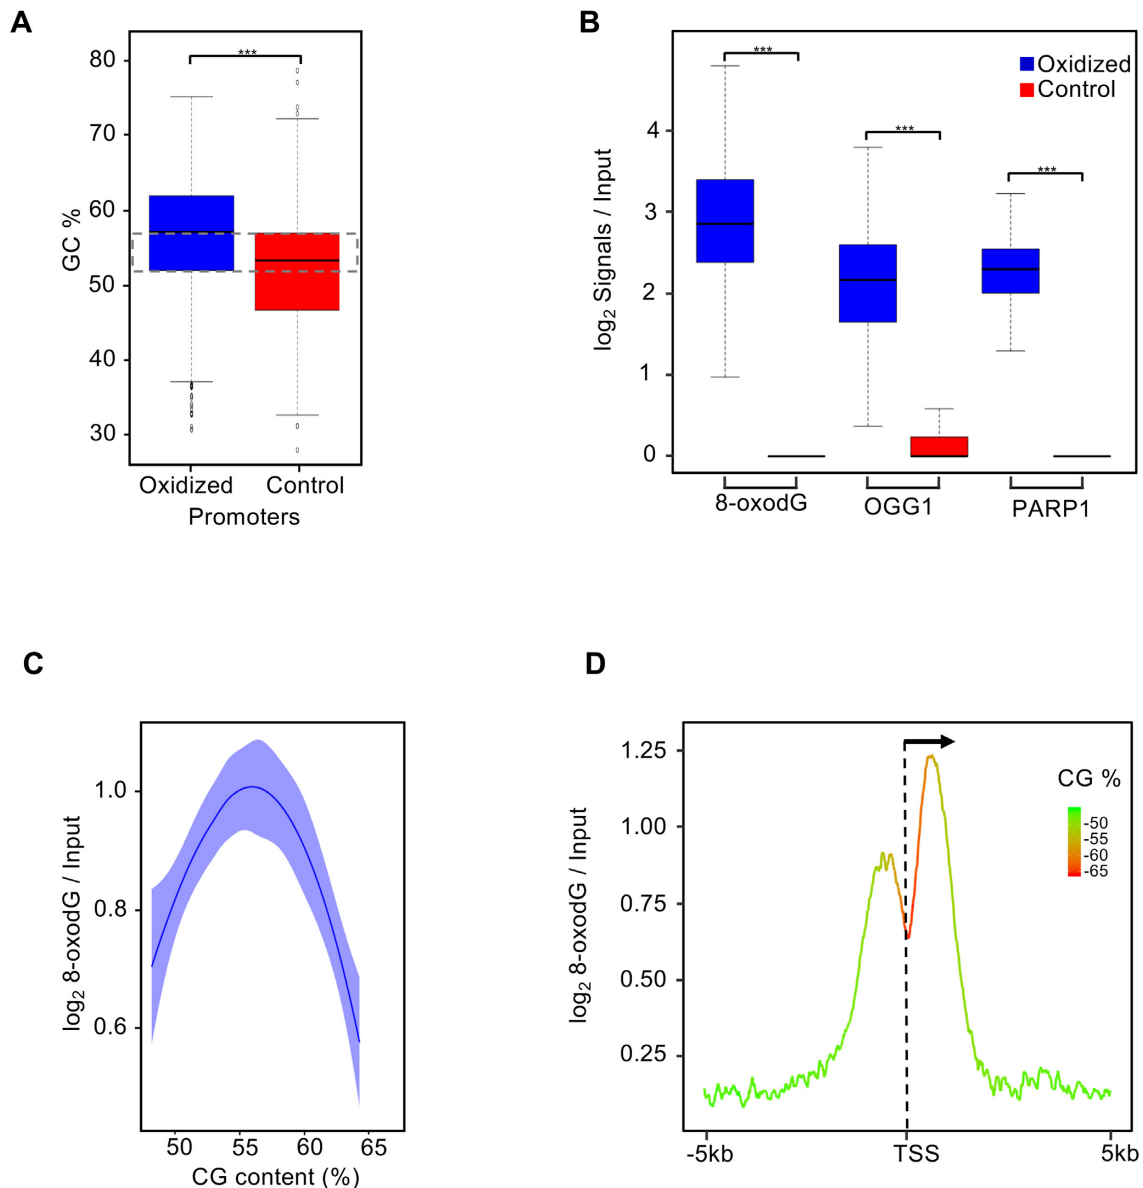 A
***
80
70
60
50
40
30
GC %
Oxidized
Control
Promoters
B
***
***
***
Oxidized
Control
4
3
2
1
0
log2 Signals / Input
8-oxodG
OGG1
PARP1
C
1.0
0.8
0.6
log2 8-oxodG / Input
50
55
60
65
CG content (%)
D
1.25
1.00
0.75
0.50
0.25
log2 8-oxodG / Input
CG %
-50
-55
-60
-65
-5kb
TSS
5kb